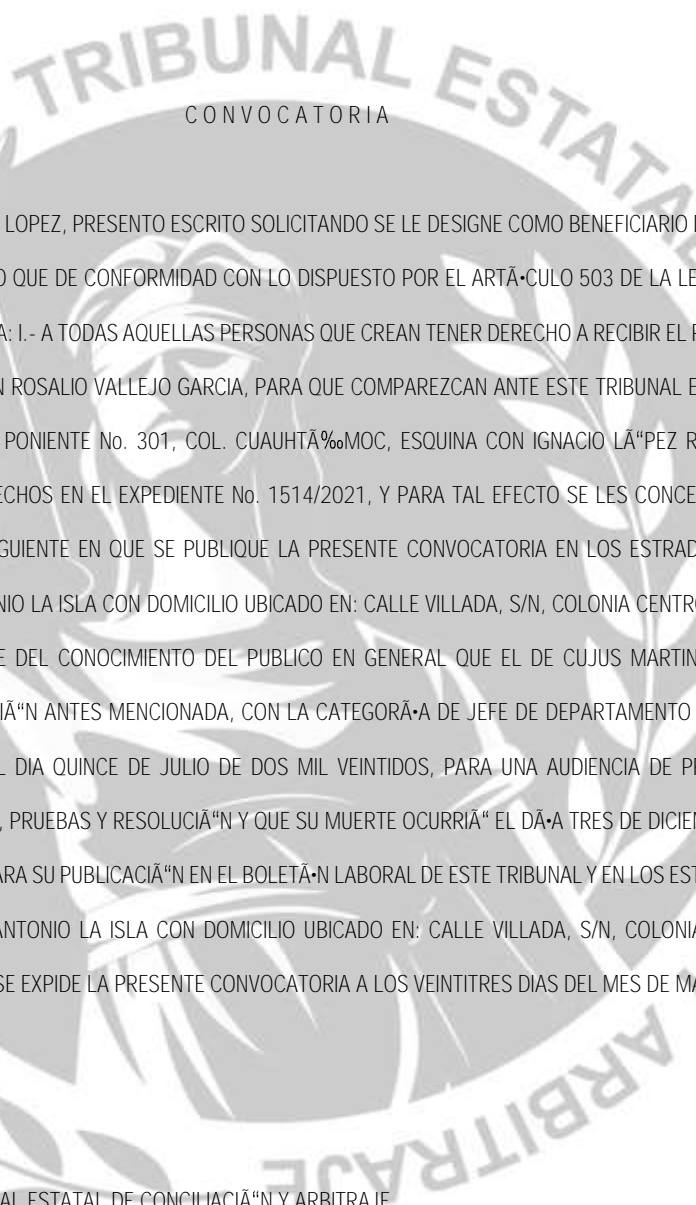 TRIBUNAL ESTATAL
CONVOCATORIA
LOPEZ, PRESENTO ESCRITO SOLICITANDO SE LE DESIGNE COMO BENEFICIARIO
QUE DE CONFORMIDAD CON LO DISPUESTO POR EL ARTÃ•CULO 503 DE LA
I.- A TODAS AQUELLAS PERSONAS QUE CREAN TENER DERECHO A RECIBIR EL
ROSALIO VALLEJO GARCIA, PARA QUE COMPAREZCAN ANTE ESTE TRIBUNAL
PONIENTE No. 301, COL. CUAUHTÃ‰MOC, ESQUINA CON IGNACIO LÃ“PEZ
ECHOS EN EL EXPEDIENTE No. 1514/2021, Y PARA TAL EFECTO SE LES CONCE
GUIENTE EN QUE SE PUBLIQUE LA PRESENTE CONVOCATORIA EN LOS ESTRAD
NIO LA ISLA CON DOMICILIO UBICADO EN: CALLE VILLADA, S/N, COLONIA CENTRO
E DEL CONOCIMIENTO DEL PUBLICO EN GENERAL QUE EL DE CUJUS MARTIN
IÃ“N ANTES MENCIONADA, CON LA CATEGORÃ•A DE JEFE DE DEPARTAMENTO
L DIA QUINCE DE JULIO DE DOS MIL VEINTIDOS, PARA UNA AUDIENCIA DE
, PRUEBAS Y RESOLUCIÃ“N Y QUE SU MUERTE OCURRIÃ“ EL DÃ•A TRES DE DICIEM
ARA SU PUBLICACIÃ“N EN EL BOLETÃ•N LABORAL DE ESTE TRIBUNAL Y EN LOS EST
ANTONIO LA ISLA CON DOMICILIO UBICADO EN: CALLE VILLADA, S/N, COLONIA
SE EXPIDE LA PRESENTE CONVOCATORIA A LOS VEINTITRES DIAS DEL MES DE MA
ARBITRAJE
AL ESTATAL DE CONCILIACIÃ“N Y ARBITRAJE